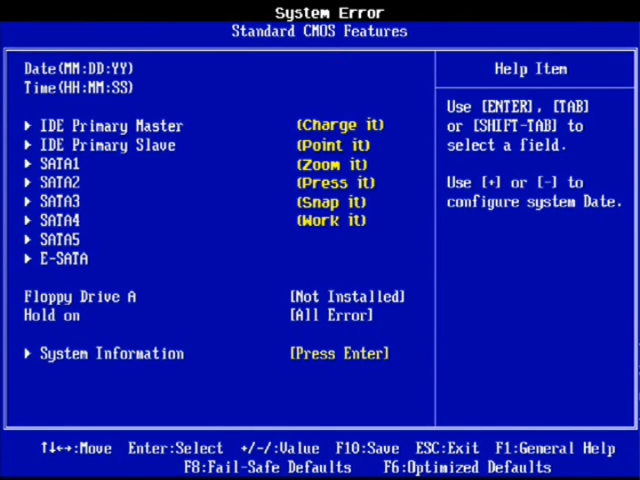 System Error
Standard CMOS Features
Date(MM:DD:YY)
Time(HH:MM:SS)
IDE Primary Master (Charge it)
IDE Primary Slave (Point it)
SATA1 (Zoom it)
SATA2 (Press it)
SATA3 (Snap it)
SATA4 (Work it)
SATA5
E-SATA
Floppy Drive A [Not Installed]
Hold on [All Error]
System Information [Press Enter]
Help Item
Use [ENTER], [TAB]
or [SHIFT-TAB] to
select a field.
Use [+] or [-] to
configure system Date.
↑↓←→:Move Enter:Select +/-/:Value F10:Save ESC:Exit F1:General Help
F8:Fail-Safe Defaults F6:Optimized Defaults